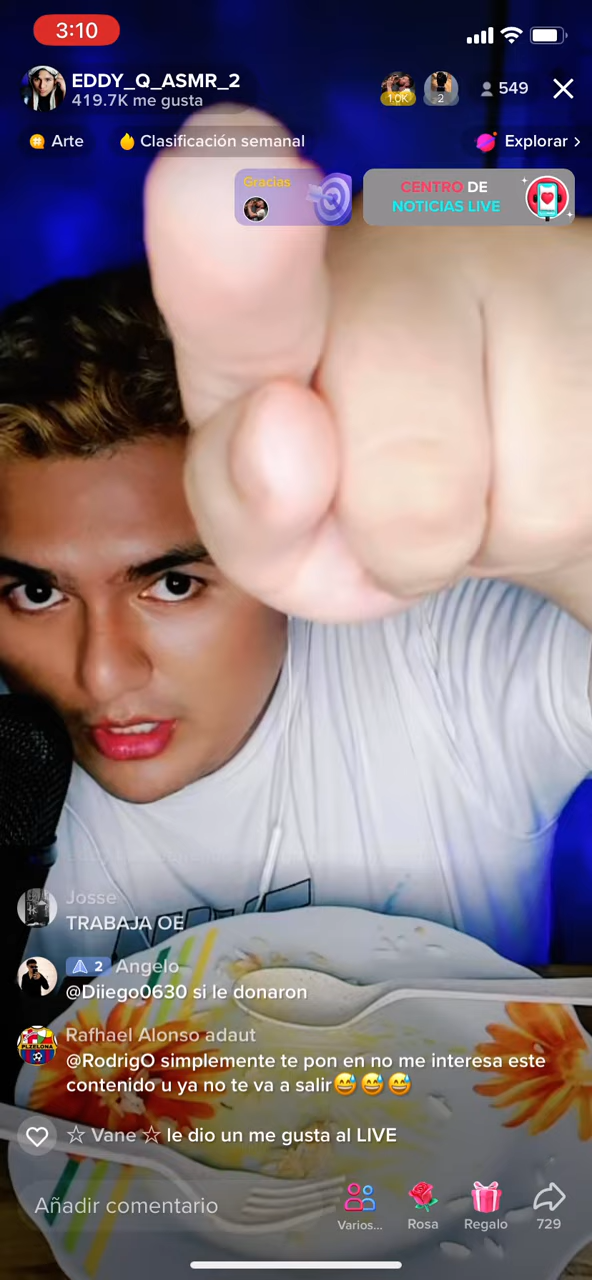 3:10
EDDY_Q_ASMR_2
419.7K me gusta
1.0K
2
549
Arte
Clasificación semanal
Explorar >
Gracias
CENTRO DE
NOTICIAS LIVE
Josse
TRABAJA OE
2 Angelo
@Diiego0630 si le donaron
PLZELONA
Rafhael Alonso adaut
@RodrigO simplemente te pon en no me interesa este
contenido u ya no te va a salir😅😅😅
☆ Vane ☆ le dio un me gusta al LIVE
Añadir comentario
Varios...
Rosa
Regalo
729